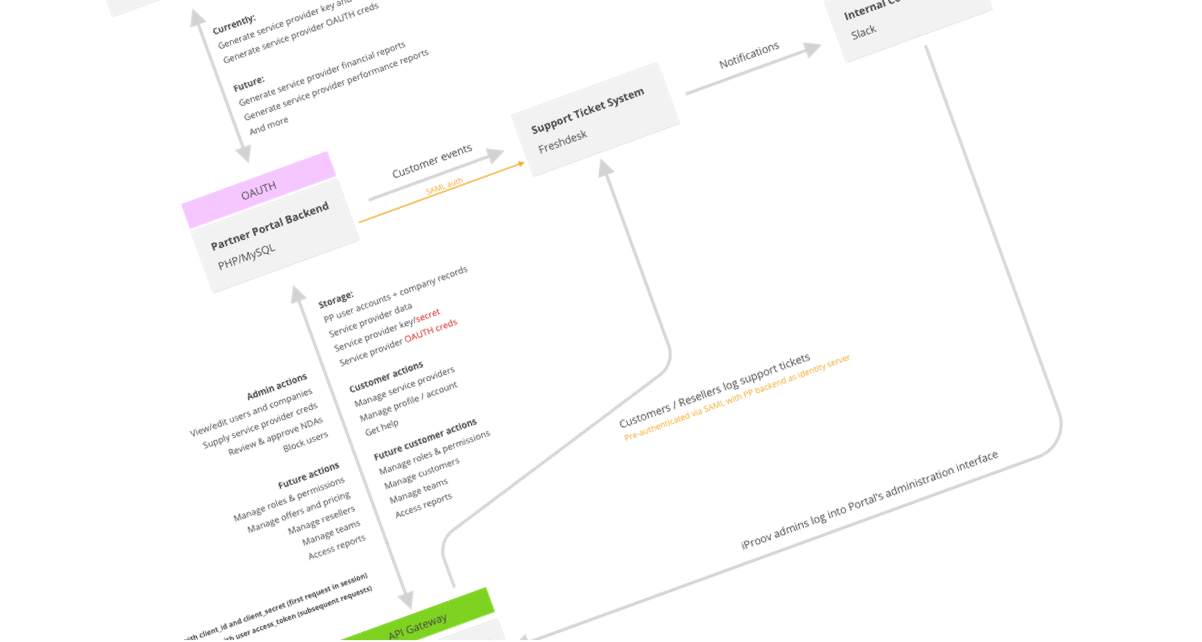 Currently:
Generate service provider key and
Generate service provider OAUTH creds
Future:
Generate service provider financial reports
Generate service provider performance reports
And more
Internal
Slack
Notifications
Support Ticket System
Freshdesk
Customer events
SAML auth
OAUTH
Partner Portal Backend
PHP/MySQL
Storage:
PP user accounts + company records
Service provider data
Service provider key/secret
Service provider OAUTH creds
Customer actions
Manage service providers
Manage profile / account
Get help
Future customer actions
Manage roles & permissions
Manage customers
Manage teams
Access reports
Admin actions
View/edit users and companies
Supply service provider creds
Review & approve NDAs
Block users
Future actions
Manage roles & permissions
Manage offers and pricing
Manage resellers
Manage teams
Access reports
Customers / Resellers log support tickets
Pre-authenticated via SAML with PP backend as identity server
iProov admins log into Portal's administration interface
client_id and client_secret (first request in session)
user access_token (subsequent requests)
API Gateway